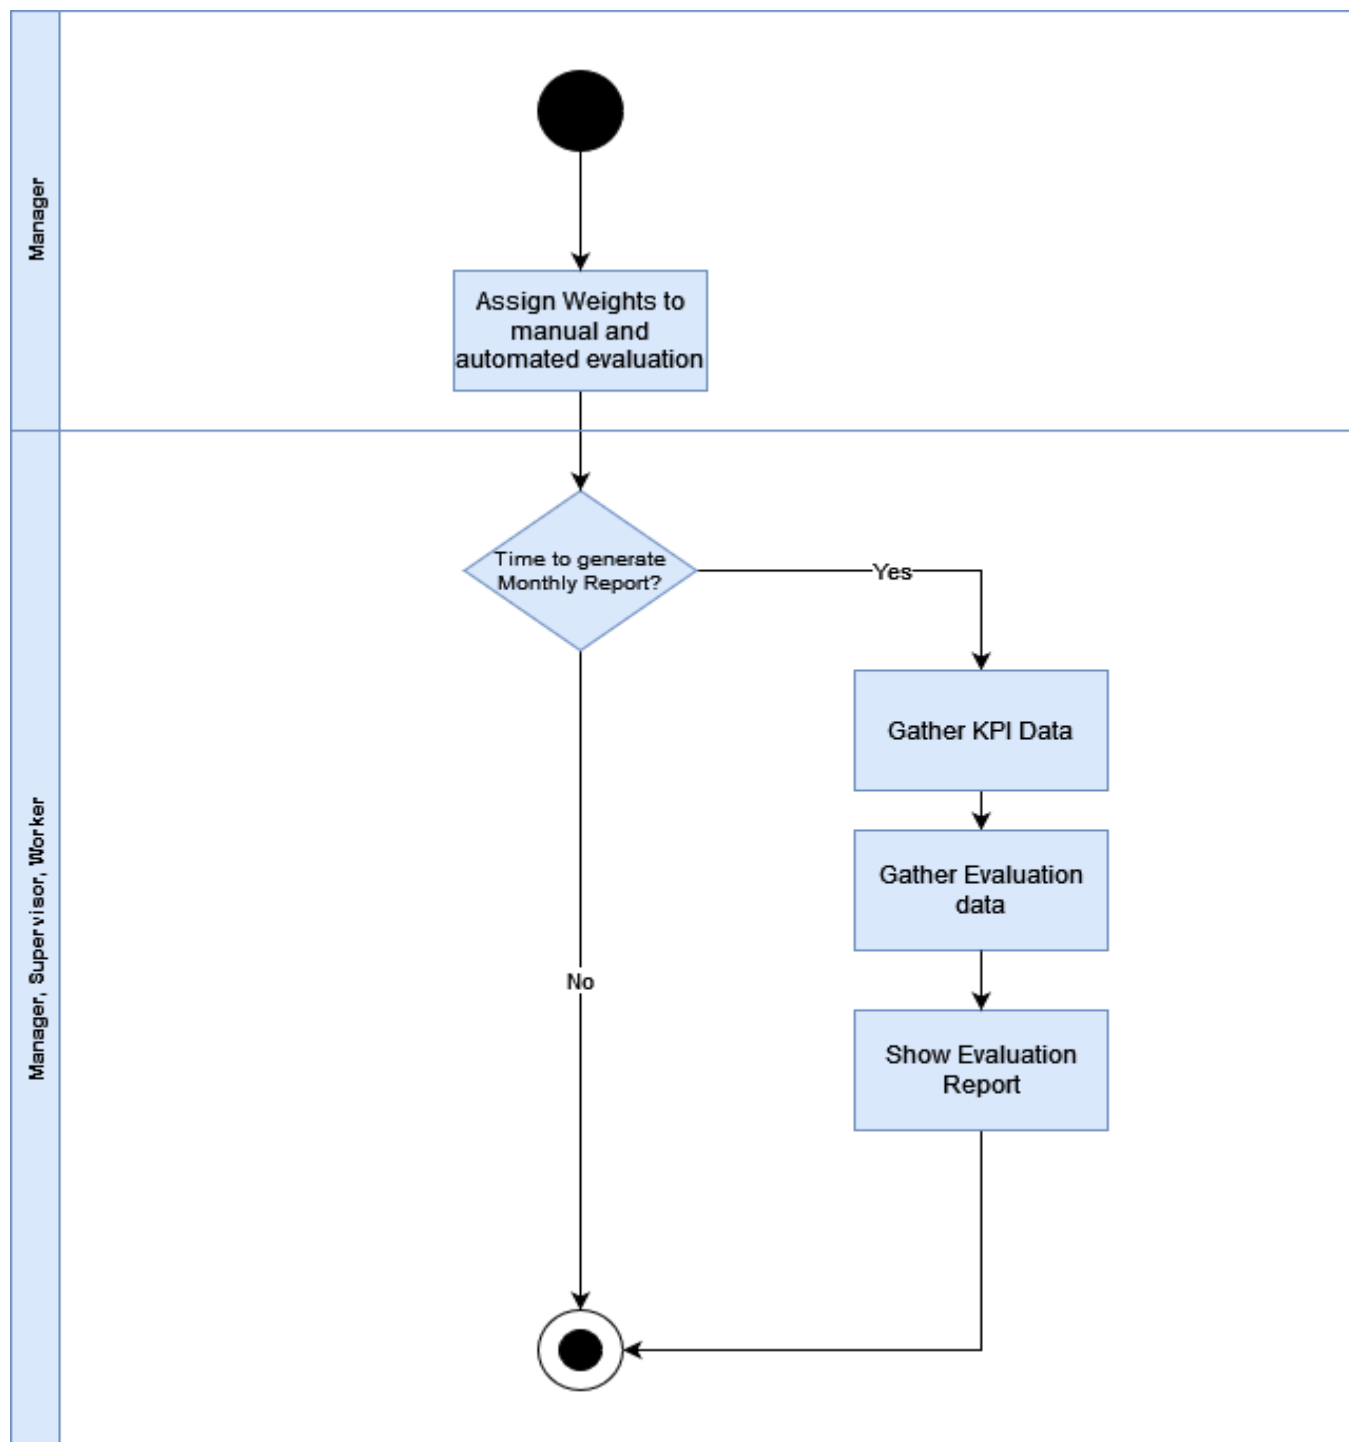 Manager
Assign Weights to
manual and
automated evaluation
Manager, Supervisor, Worker
Time to generate
Monthly Report?
Yes
Gather KPI Data
Gather Evaluation
data
No
Show Evaluation
Report